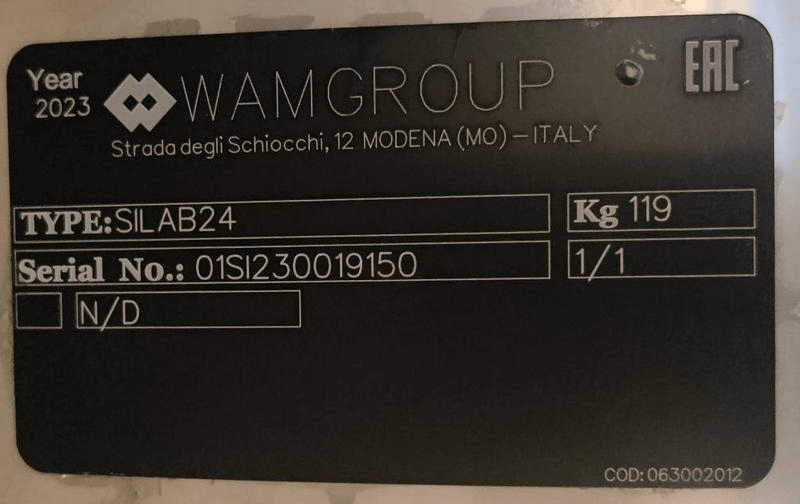 Year
2023
WAMGROUP
EAC
Strada degli Schiocchi, 12 MODENA (MO) – ITALY
TYPE: SILAB24
Kg 119
Serial No.: 01SI230019150
1/1
N/D
COD: 063002012